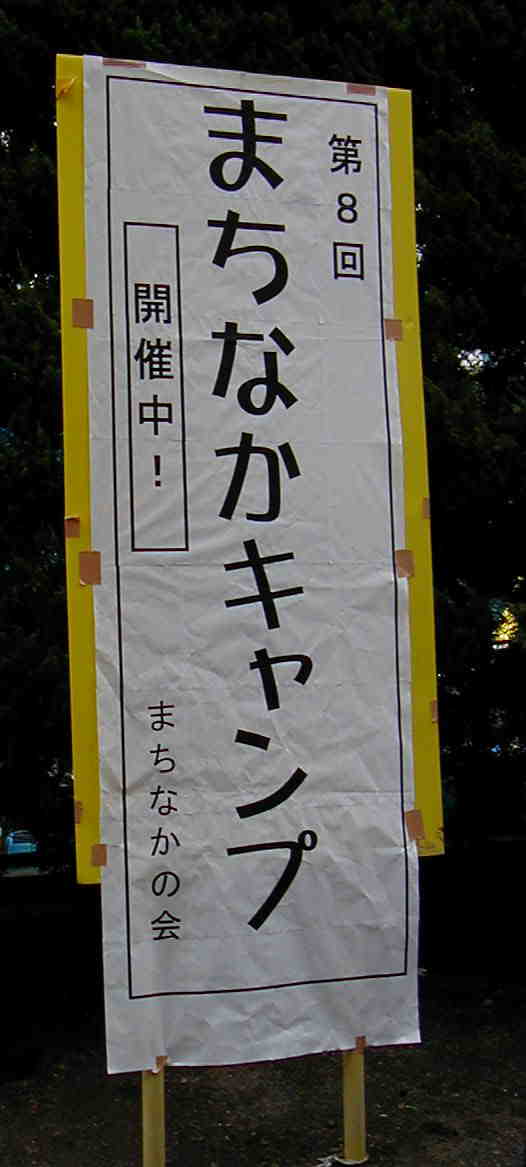 第8回
まちなかキャンプ
開催中!
まちなかの会